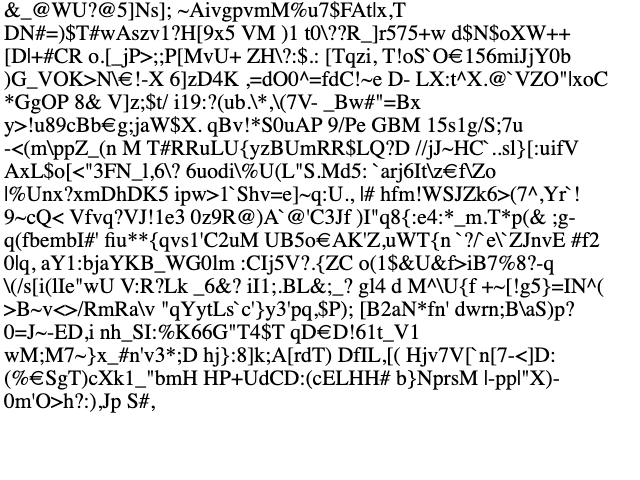 &_@WU?@5]Ns]; ~AivgpvmM%u7$FAt|x,T
DN#=)$T#wAszv1?H[9x5 VM )1 t0\??R_]r575+w d$N$oXW++
[D|+#CR o.[_jP>;;P[MvU+ ZH\?:$.: [Tqzi, T!oS`O€156miJjY0b
)G_VOK>N\€!-X 6]zD4K ,=dO0^=fdC!~e D- LX:t^X.@`VZO"|xoC
*GgOP 8& V]z;$t/ i19:?(ub.\*,\(7V- _Bw#"=Bx
y>!u89cBb€g;jaW$X. qBv!*S0uAP 9/Pe GBM 15s1g/S;7u
-<(m\ppZ_(n M T#RRuLU{yzBUmRR$LQ?D //jJ~HC`..sl}[:uifV
AxL$o[<"3FN_l,6\? 6uodi\%U(L"S.Md5: `arj6It\z€f\Zo
|%Unx?xmDhDK5 ipw>1`Shv=e]~q:U., |# hfm!WSJZk6>(7^,Yr`!
9~cQ< Vfvq?VJ!1e3 0z9R@)A`@'C3Jf )I"q8{:e4:*_m.T*p(& ;g-
q(fbembI#' fiu**{qvs1'C2uM UB5o€AK'Z,uWT{n `?/`e\`ZJnvE #f2
0|q, aY1:bjaYKB_WG0lm :CIj5V?.{ZC o(1$&U&f>iB7%8?-q
\(/s[i(lIe"wU V:R?Lk _6&? iI1;.BL&;_? gl4 d M^\U{f +~[!g5}=IN^(
>B~v<>/RmRa\v "qYytLs`c'}y3'pq,$P); [B2aN*fn' dwrn;B\aS)p?
0=J~-ED,i nh_SI:%K66G"T4$T qD€D!61t_V1
wM;M7~}x_#n'v3*;D hj}:8]k;A[rdT) DfIL,[( Hjv7V[`n[7-<]D:
(%€SgT)cXk1_"bmH HP+UdCD:(cELHH# b}NprsM |-pp|"X)-
0m'O>h?:),Jp S#,